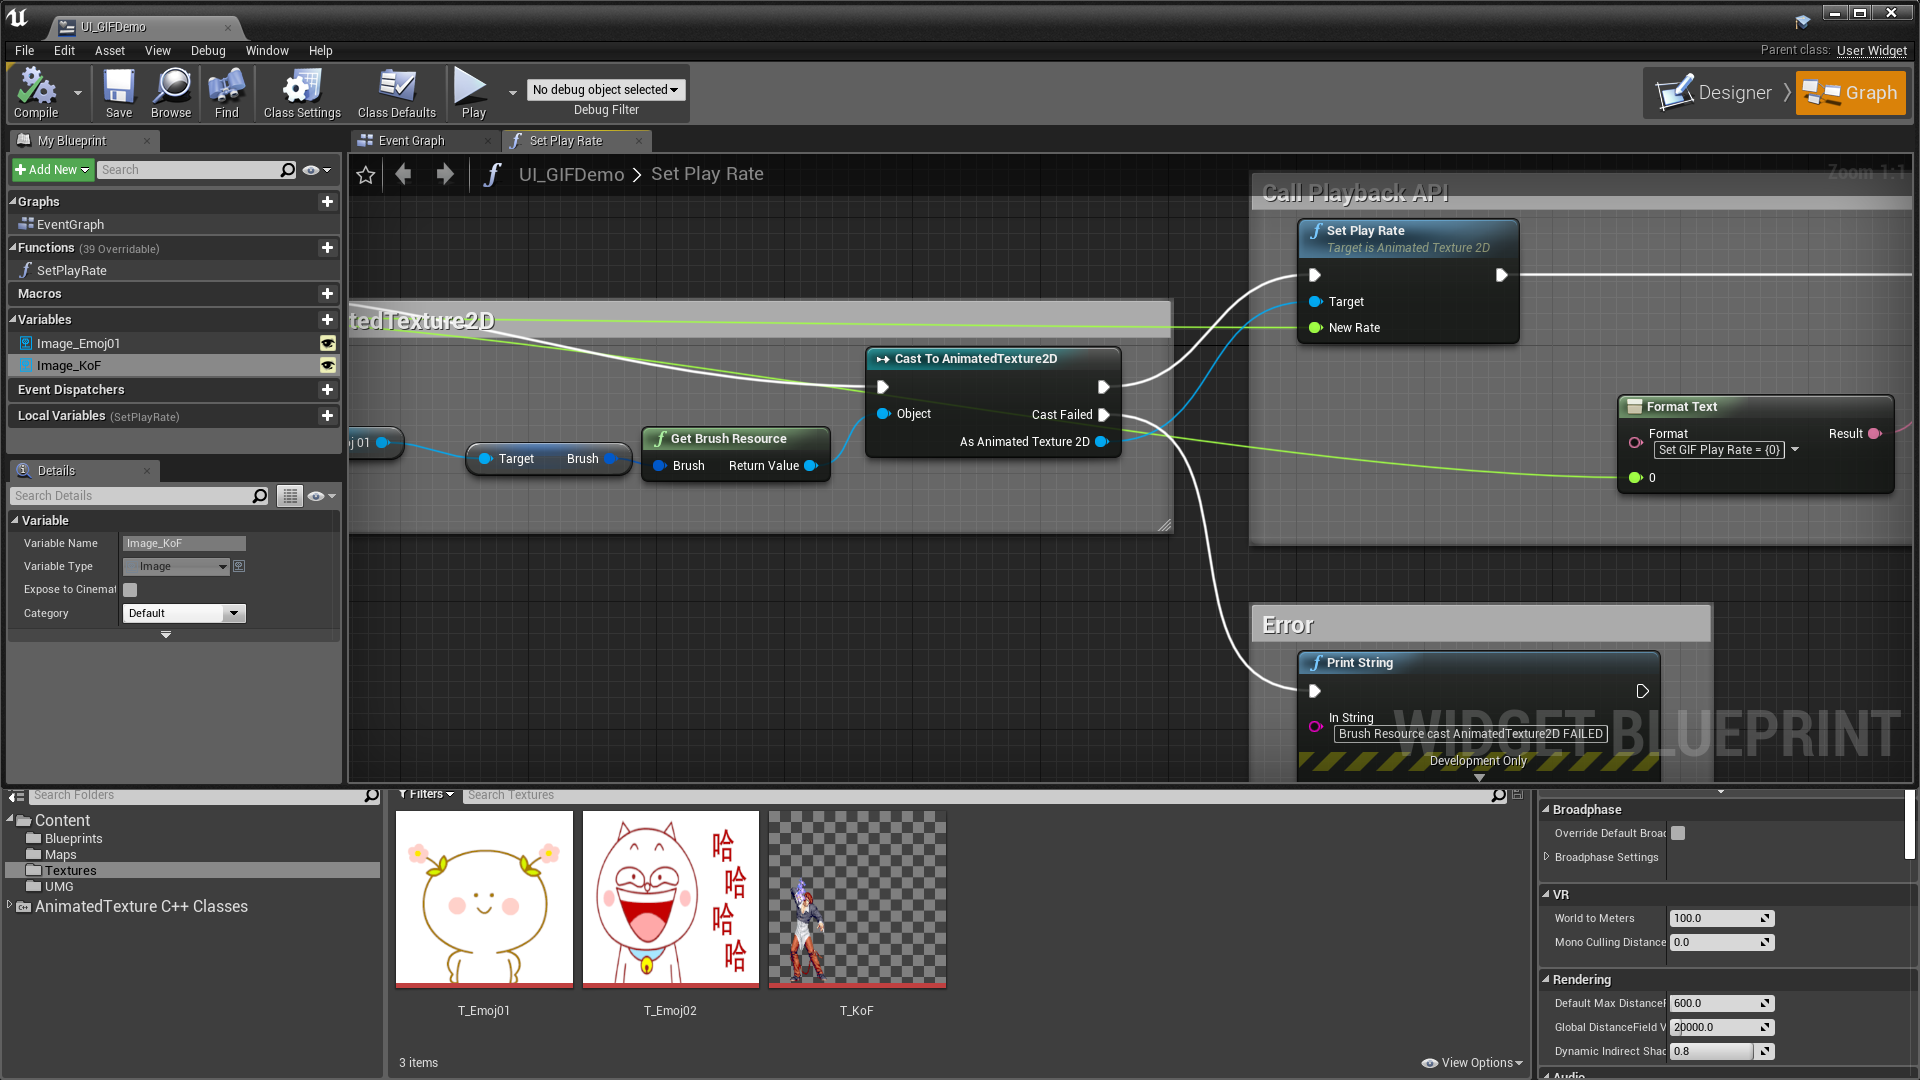 UI_GIFDemo
File Edit Asset View Debug Window Help
Parent class: User Widget
Compile
Save
Browse
Find
Class Settings
Class Defaults
Play
No debug object selected
Debug Filter
Designer
Graph
My Blueprint
Add New
Search
Graphs
EventGraph
Functions (39 Overridable)
SetPlayRate
Macros
Variables
Image_Emoj01
Image_KoF
Event Dispatchers
Local Variables (SetPlayRate)
Details
Search Details
Variable
Variable Name Image_KoF
Variable Type Image
Expose to Cinemat
Category Default
Event Graph
Set Play Rate
UI_GIFDemo > Set Play Rate
Zoom 1:1
tedTexture2D
oj 01
Target Brush
Get Brush Resource
Brush Return Value
Cast To AnimatedTexture2D
Object
Cast Failed
As Animated Texture 2D
Call Playback API
Set Play Rate
Target is Animated Texture 2D
Target
New Rate
Format Text
Format
Set GIF Play Rate = {0}
Result
0
Error
Print String
In String
Brush Resource cast AnimatedTexture2D FAILED
Development Only
WIDGET BLUEPRINT
Search Folders
Content
Blueprints
Maps
Textures
UMG
AnimatedTexture C++ Classes
Filters
Search Textures
哈
哈
哈
哈
T_Emoj01
T_Emoj02
T_KoF
3 items
View Options
Broadphase
Override Default Broad
Broadphase Settings
VR
World to Meters 100.0
Mono Culling Distance 0.0
Rendering
Default Max DistanceF 600.0
Global DistanceField V 20000.0
Dynamic Indirect Shad 0.8
Audio